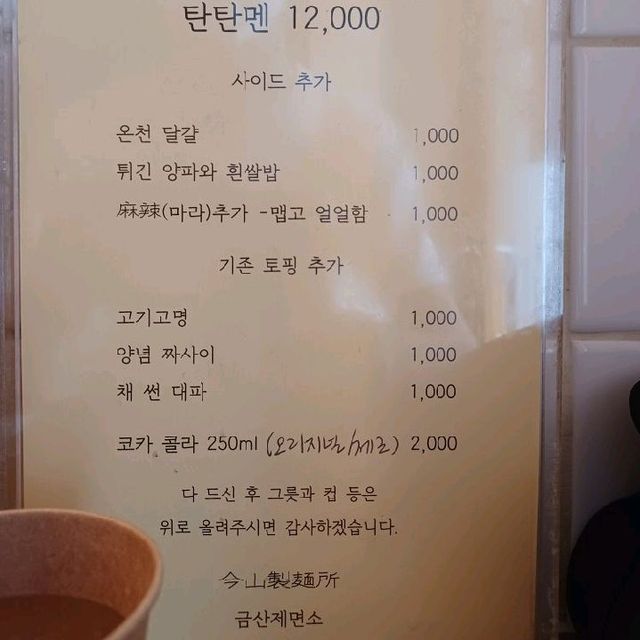 탄탄멘 12,000
사이드 추가
온천 달걀 1,000
튀긴 양파와 흰쌀밥 1,000
麻辣(마라)추가 -맵고 얼얼함 1,000
기존 토핑 추가
고기고명 1,000
양념 짜사이 1,000
채 썬 대파 1,000
코카 콜라 250ml (오리지널/제로) 2,000
다 드신 후 그릇과 컵 등은
위로 올려주시면 감사하겠습니다.
今山製麺所
금산제면소